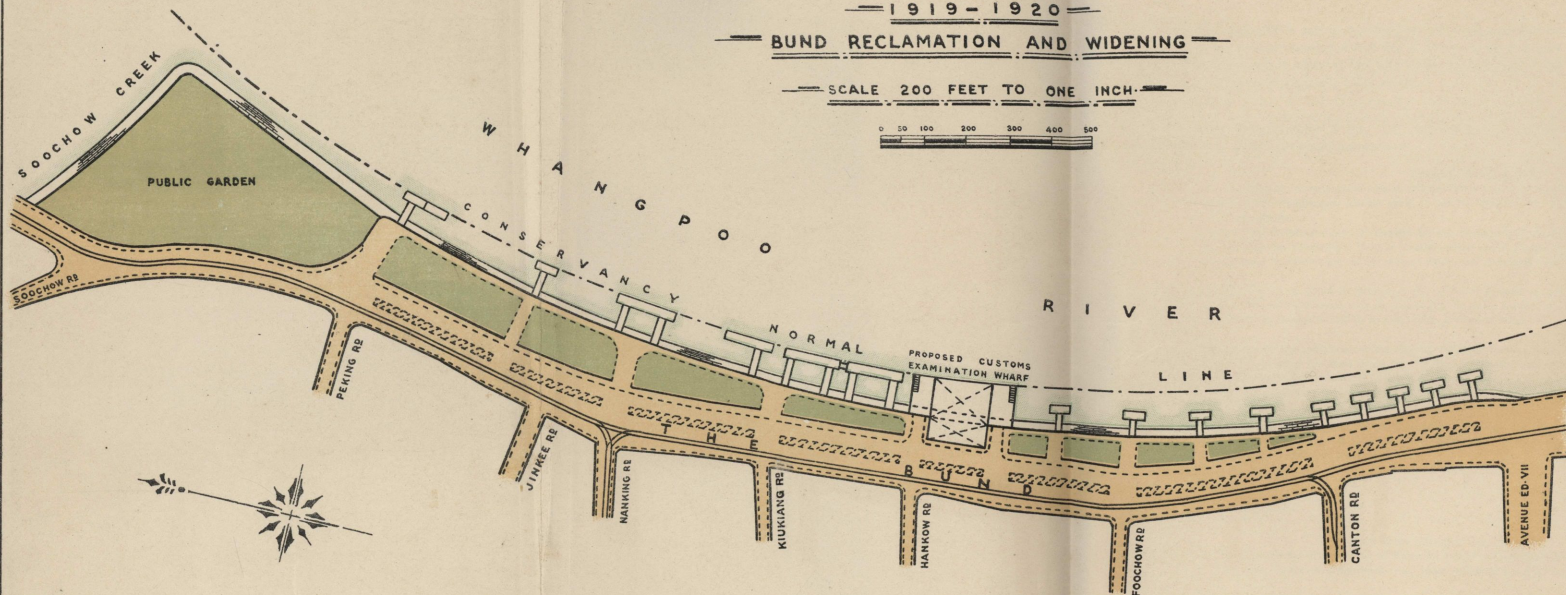 1919-1920
BUND RECLAMATION AND WIDENING
SCALE 200 FEET TO ONE INCH
0 50 100 200 300 400 500
SOOCHOW CREEK
PUBLIC GARDEN
WHANGPOO
RIVER
CONSERVANCY
NORMAL
LINE
PROPOSED CUSTOMS
EXAMINATION WHARF
SOOCHOW RD
PEKING RD
JINKEE RD
NANKING RD
THE
BUND
KIUKIANG RD
HANKOW RD
FOOCHOW RD
CANTON RD
AVENUE ED-VII